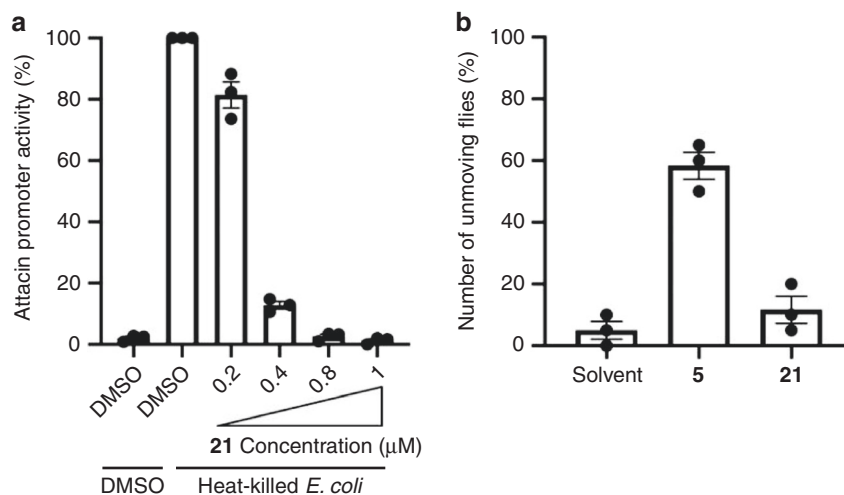 a
Attacin promoter activity (%)
100
80
60
40
20
0
DMSO
DMSO
0.2
0.4
0.8
1
21 Concentration (μM)
DMSO
Heat-killed E. coli
b
Number of unmoving flies (%)
100
80
60
40
20
0
Solvent
5
21